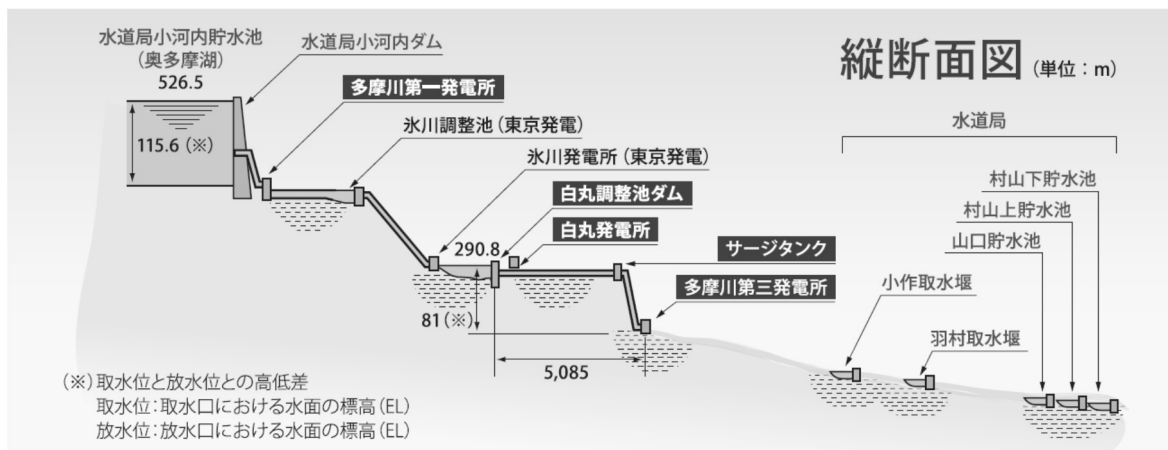 縦断面図(単位:m)
水道局小河内貯水池
(奥多摩湖)
526.5
水道局小河内ダム
多摩川第一発電所
115.6(※)
氷川調整池(東京発電)
氷川発電所(東京発電)
白丸調整池ダム
290.8
白丸発電所
サージタンク
多摩川第三発電所
81(※)
5,085
水道局
村山下貯水池
村山上貯水池
山口貯水池
小作取水堰
羽村取水堰
(※)取水位と放水位との高低差
取水位:取水口における水面の標高(EL)
放水位:放水口における水面の標高(EL)